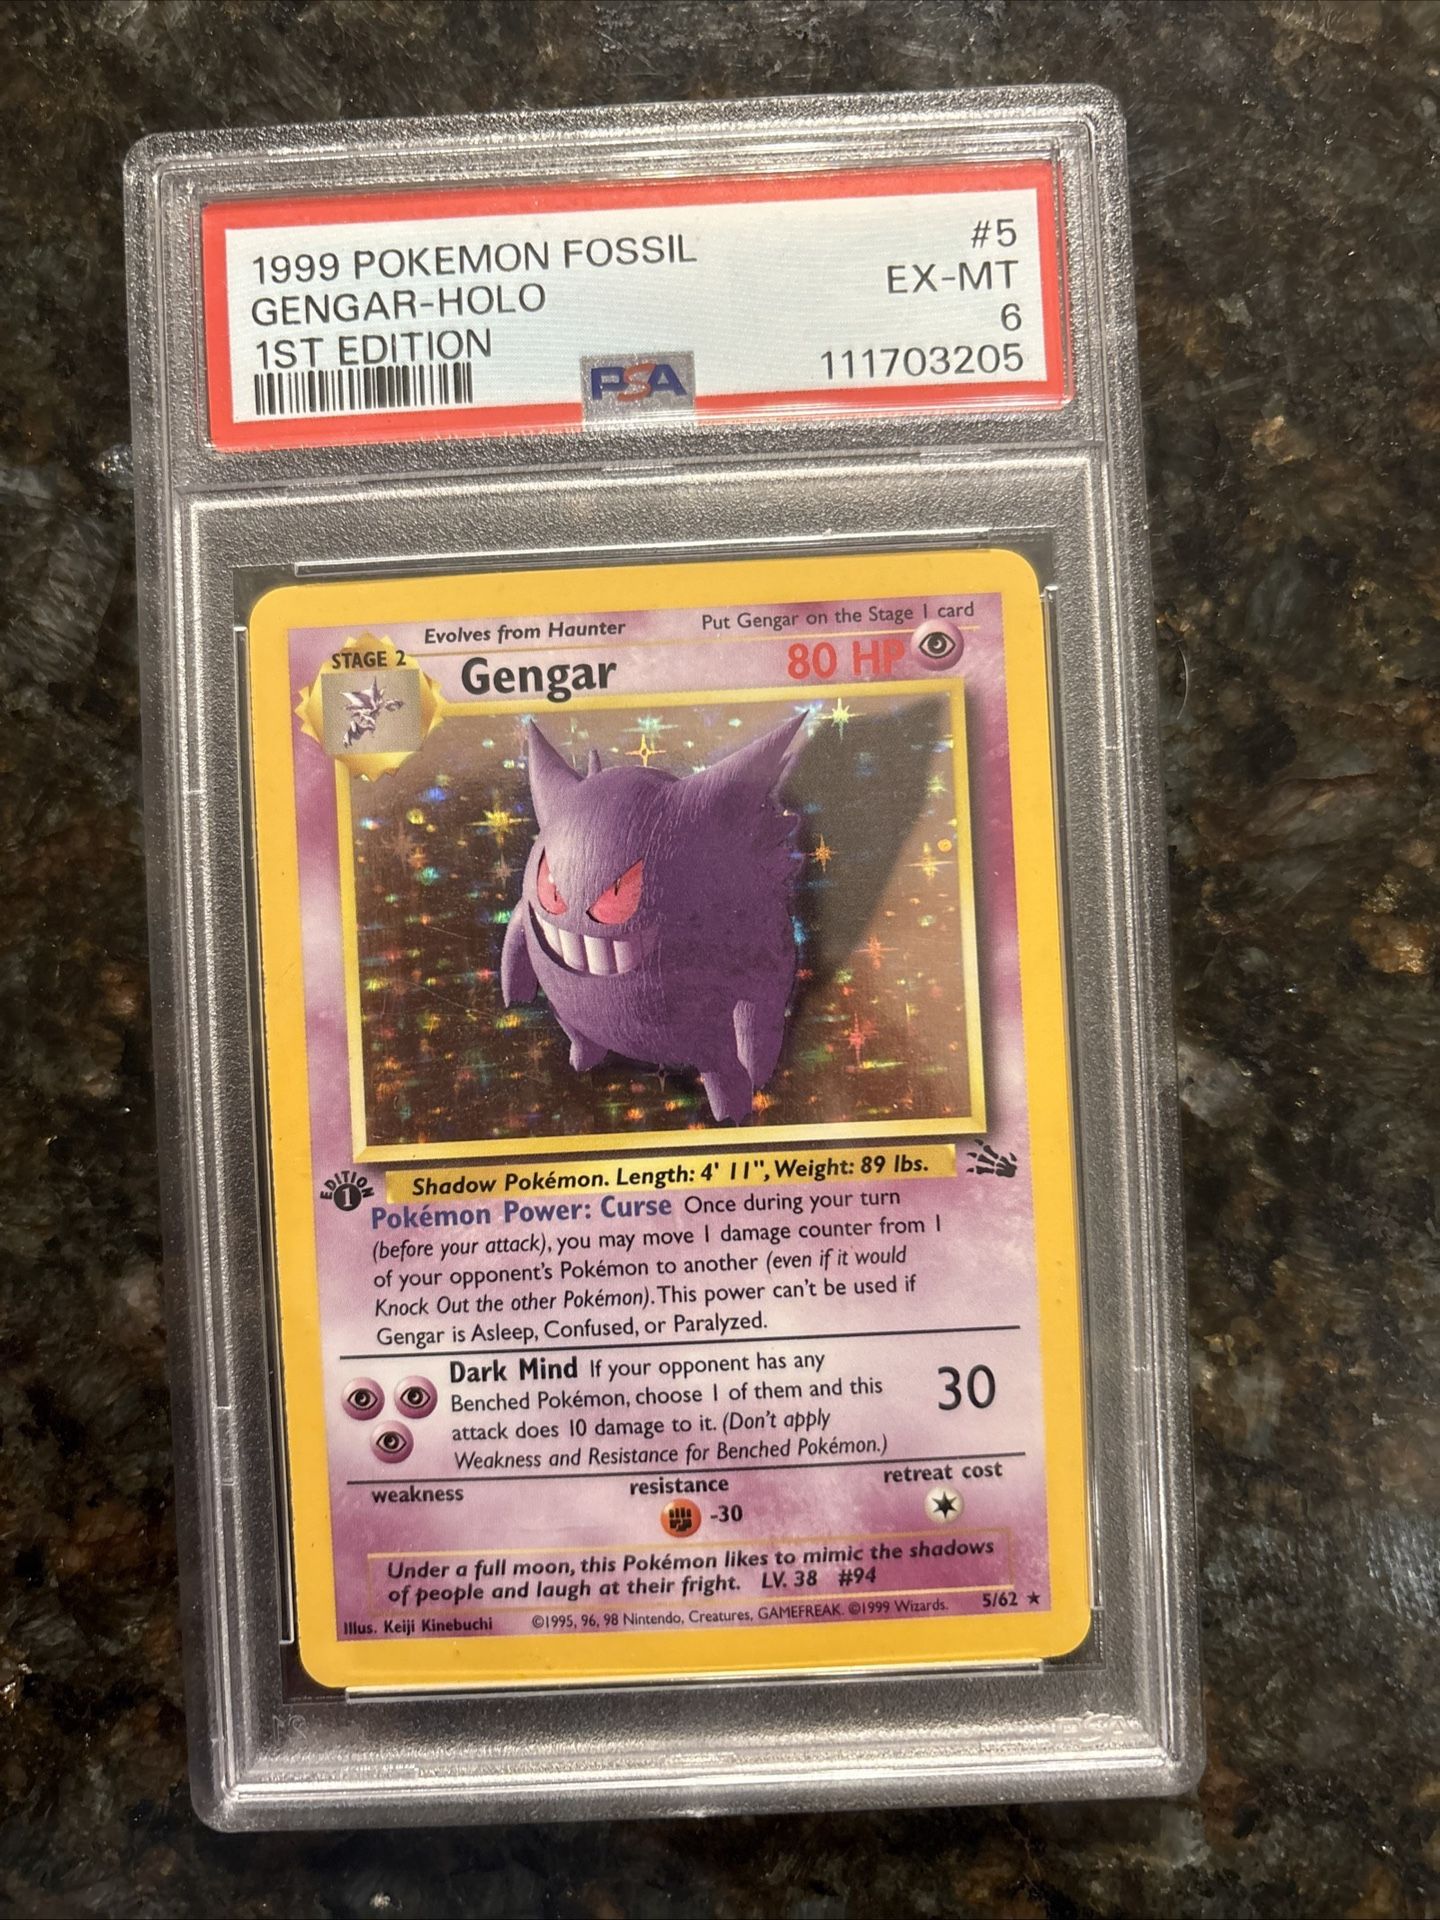 1999 POKEMON FOSSIL #5
GENGAR-HOLO EX-MT
1ST EDITION 6
PSA 111703205
Evolves from Haunter Put Gengar on the Stage 1 card
STAGE 2 Gengar 80 HP
EDITION 1
Shadow Pokémon. Length: 4' 11", Weight: 89 lbs.
Pokémon Power: Curse Once during your turn
(before your attack), you may move 1 damage counter from 1
of your opponent's Pokémon to another (even if it would
Knock Out the other Pokémon). This power can't be used if
Gengar is Asleep, Confused, or Paralyzed.
Dark Mind If your opponent has any
Benched Pokémon, choose 1 of them and this 30
attack does 10 damage to it. (Don't apply
Weakness and Resistance for Benched Pokémon.)
weakness resistance retreat cost
-30
Under a full moon, this Pokémon likes to mimic the shadows
of people and laugh at their fright. LV. 38 #94
Illus. Keiji Kinebuchi ©1995, 96, 98 Nintendo, Creatures, GAMEFREAK. ©1999 Wizards. 5/62 ★